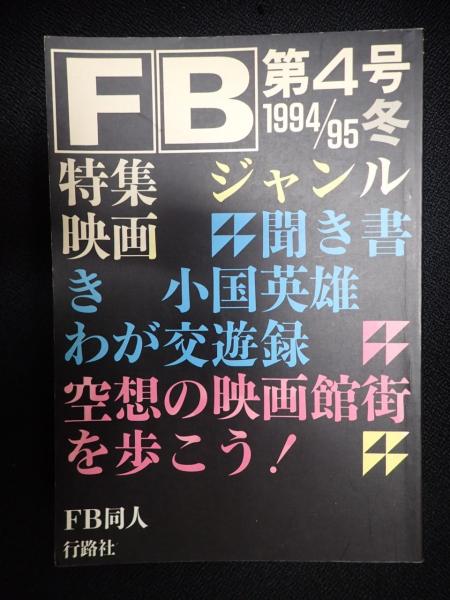 FB 第4号
1994/95 冬
特集 ジャンル
映画 聞き書
き 小国英雄
わが交遊録
空想の映画館街
を歩こう!
FB同人
行路社